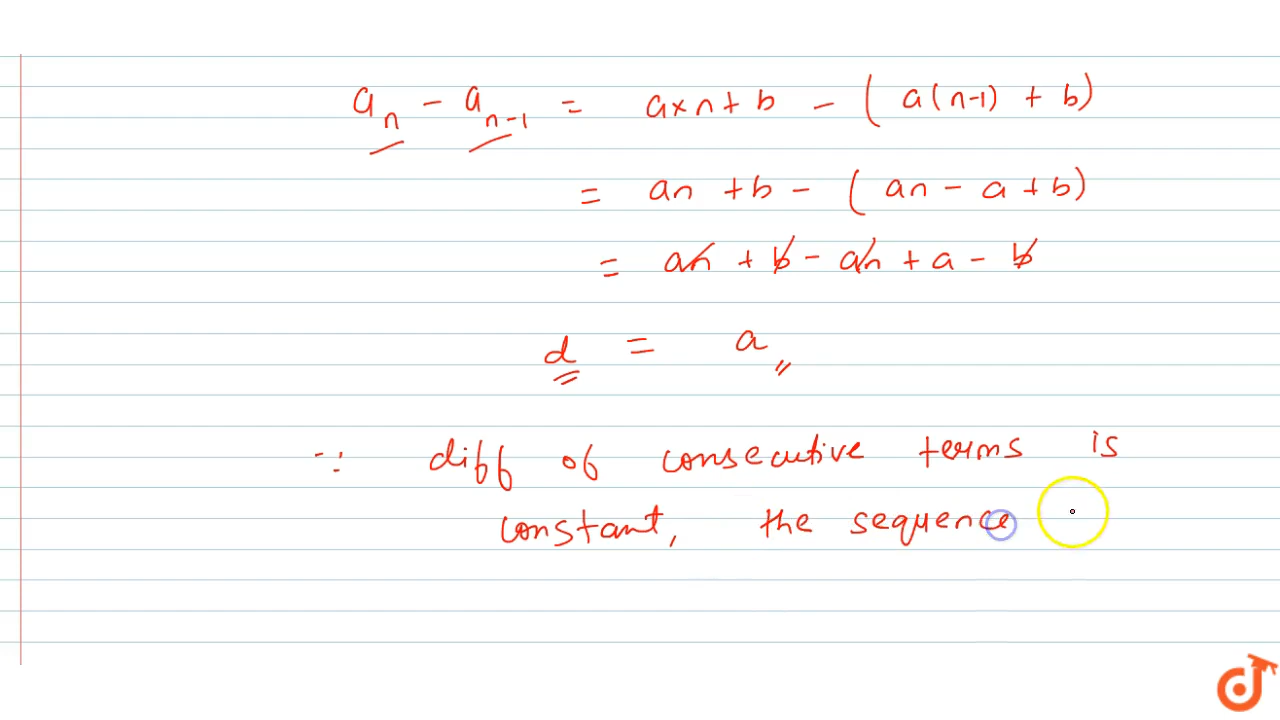 aₙ - aₙ₋₁ = a×n + b - ( a(n-1) + b)
= an + b - ( an - a + b)
= an + b - an + a - b
d = a
∵ diff of consecutive terms is
constant, the sequence